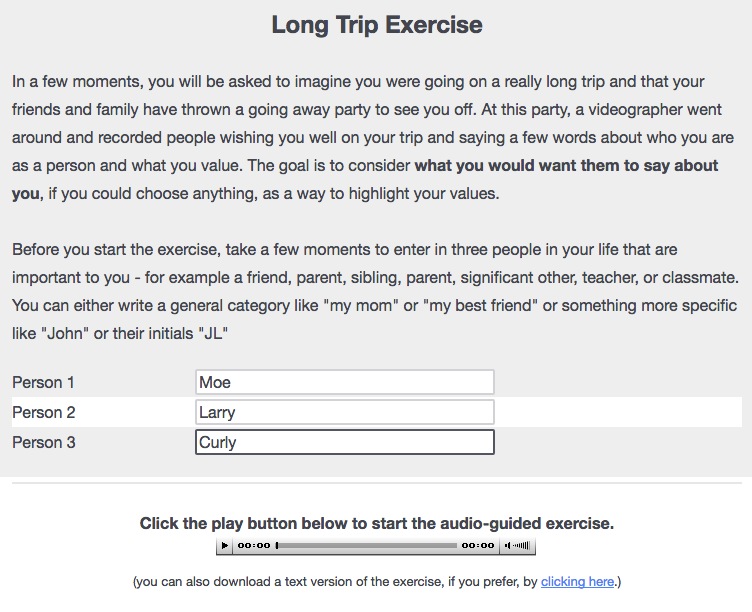 Long Trip Exercise
In a few moments, you will be asked to imagine you were going on a really long trip and that your
friends and family have thrown a going away party to see you off. At this party, a videographer went
around and recorded people wishing you well on your trip and saying a few words about who you are
as a person and what you value. The goal is to consider what you would want them to say about
you, if you could choose anything, as a way to highlight your values.
Before you start the exercise, take a few moments to enter in three people in your life that are
important to you - for example a friend, parent, sibling, parent, significant other, teacher, or classmate.
You can either write a general category like "my mom" or "my best friend" or something more specific
like "John" or their initials "JL"
Person 1 Moe
Person 2 Larry
Person 3 Curly
Click the play button below to start the audio-guided exercise.
00:00 00:00
(you can also download a text version of the exercise, if you prefer, by clicking here.)